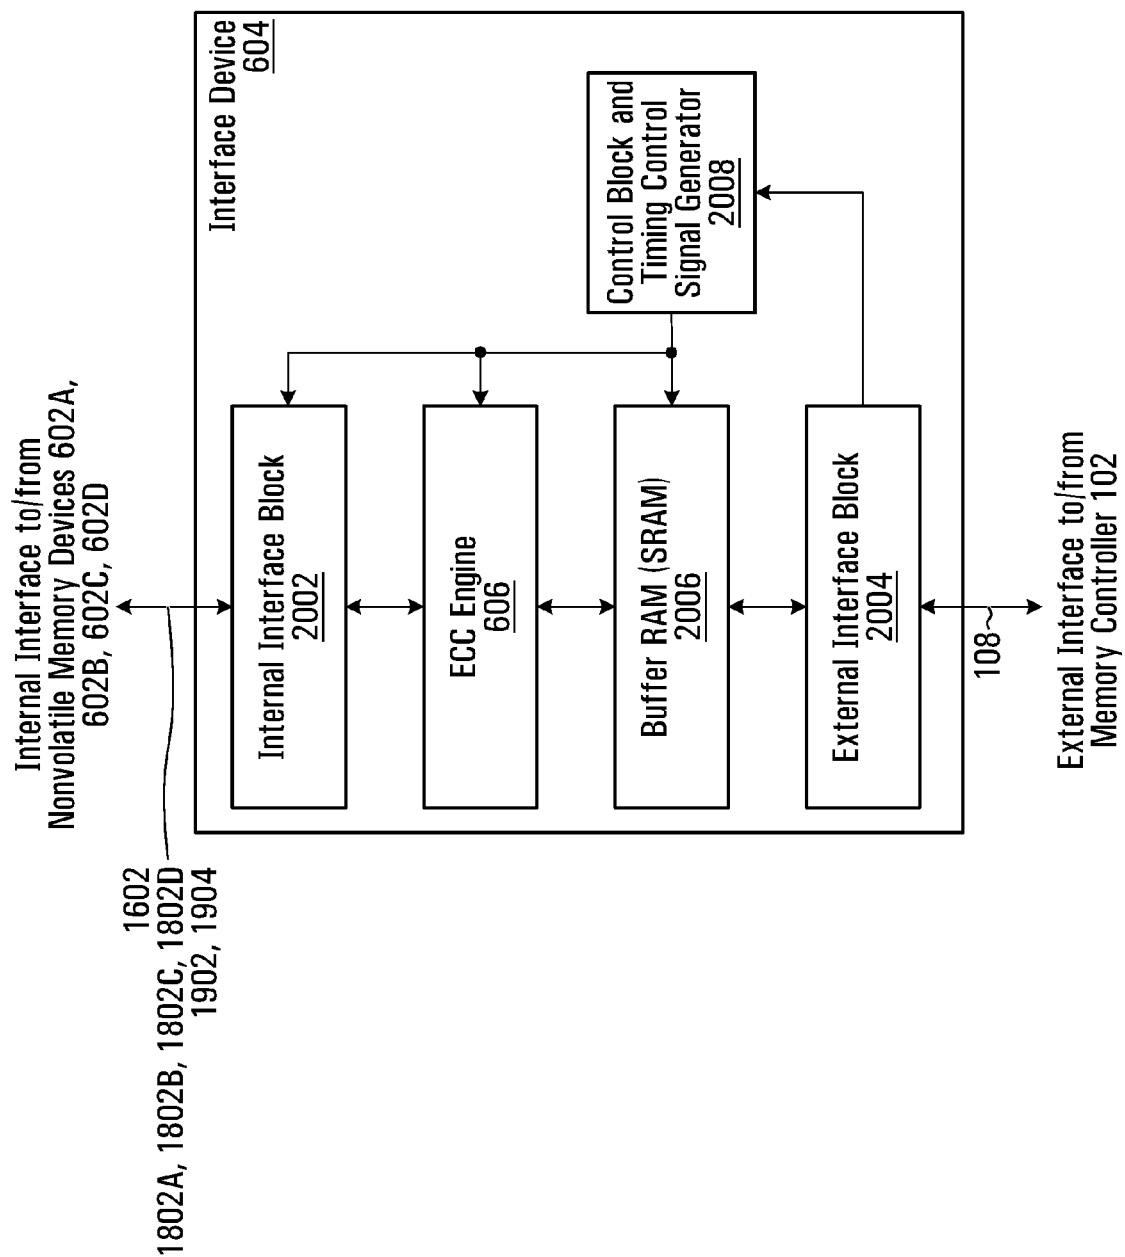 Interface Device
604
Control Block and
Timing Control
Signal Generator
2008
Internal Interface to/from
Nonvolatile Memory Devices 602A,
602B, 602C, 602D
Internal Interface Block
2002
ECC Engine
606
Buffer RAM (SRAM)
2006
External Interface Block
2004
108
External Interface to/from
Memory Controller 102
1602
1802A, 1802B, 1802C, 1802D
1902, 1904